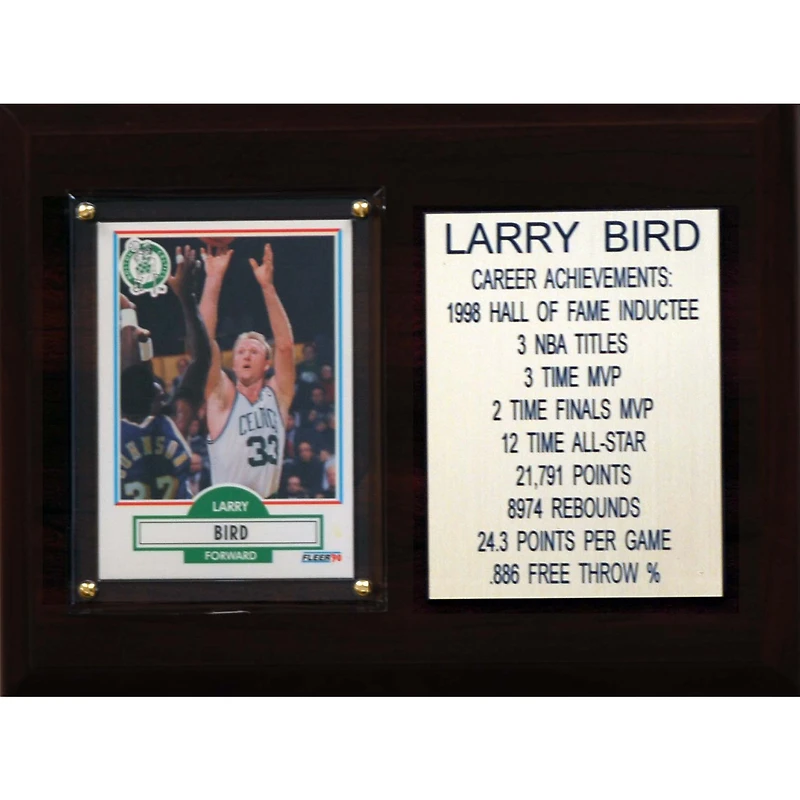 CELTICS
33
JOHNSON
LARRY
BIRD
FORWARD
FLEER '90
LARRY BIRD
CAREER ACHIEVEMENTS:
1998 HALL OF FAME INDUCTEE
3 NBA TITLES
3 TIME MVP
2 TIME FINALS MVP
12 TIME ALL-STAR
21,791 POINTS
8974 REBOUNDS
24.3 POINTS PER GAME
.886 FREE THROW %